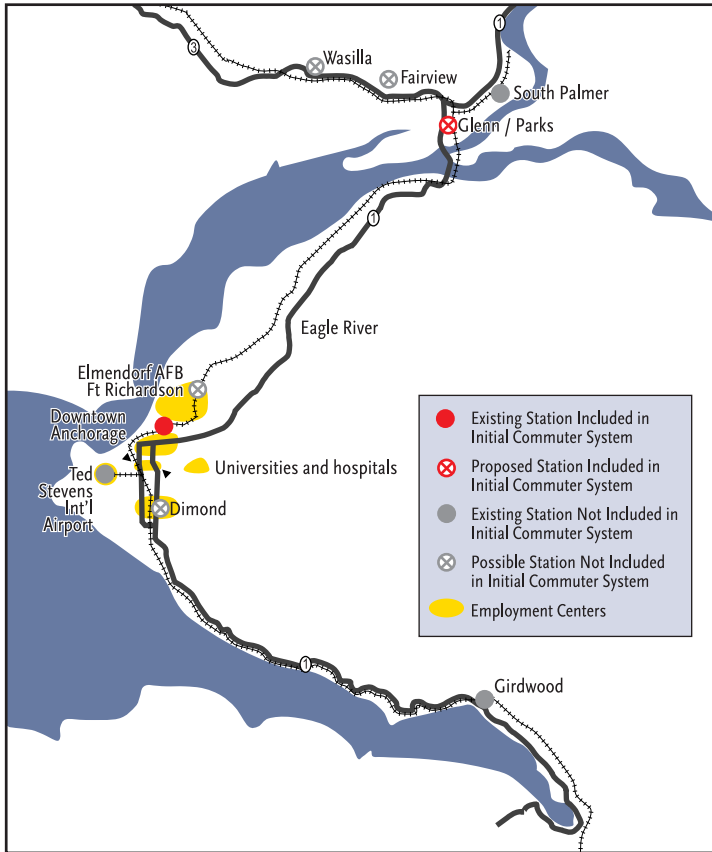 1
3
Wasilla
Fairview
South Palmer
Glenn / Parks
1
Eagle River
Elmendorf AFB
Ft Richardson
Downtown
Anchorage
Universities and hospitals
Ted
Stevens
Int'l
Airport
Dimond
Existing Station Included in
Initial Commuter System
Proposed Station Included in
Initial Commuter System
Existing Station Not Included in
Initial Commuter System
Possible Station Not Included
in Initial Commuter System
Employment Centers
1
Girdwood